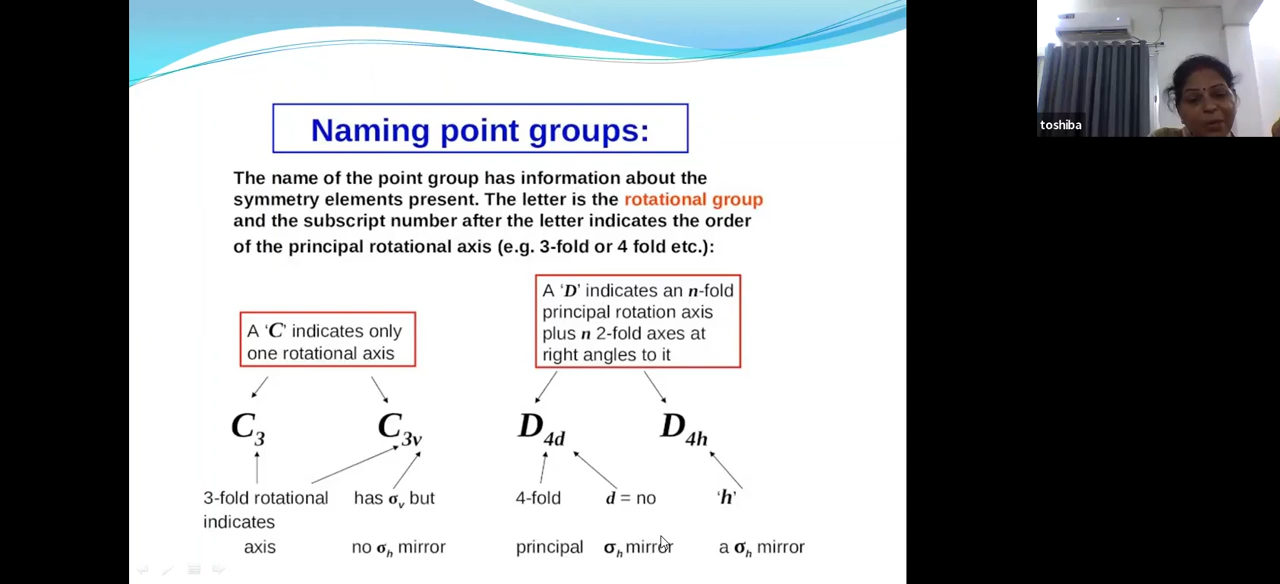 toshiba
Naming point groups:
The name of the point group has information about the
symmetry elements present. The letter is the rotational group
and the subscript number after the letter indicates the order
of the principal rotational axis (e.g. 3-fold or 4 fold etc.):
A ‘C’ indicates only
one rotational axis
A ‘D’ indicates an n-fold
principal rotation axis
plus n 2-fold axes at
right angles to it
C3 C3v D4d D4h
3-fold rotational has σv but 4-fold d = no ‘h’
indicates
axis no σh mirror principal σh mirror a σh mirror